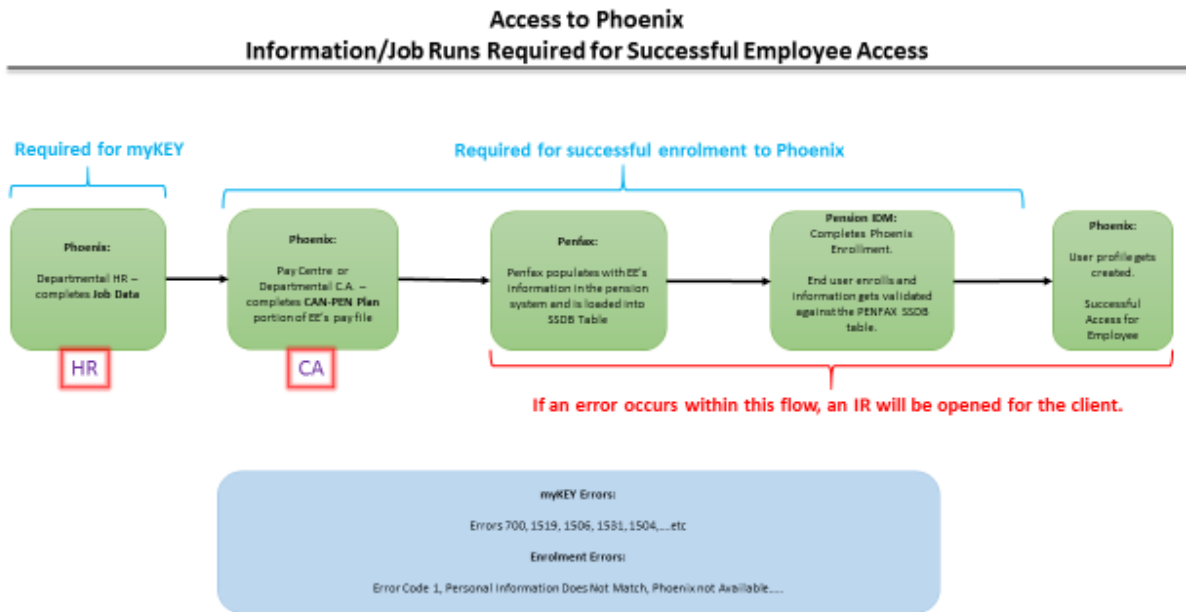 Access to Phoenix
Information/Job Runs Required for Successful Employee Access
Required for myKEY
Required for successful enrolment to Phoenix
Phoenix:
Departmental HR –
completes Job Data
HR
Phoenix:
Pay Centre or
Departmental C.A. –
completes CAN-PEN Plan
portion of EE's pay file
CA
Penfax:
Penfax populates with EE's
information in the pension
system and is loaded into
SSDB Table
Pension IDM:
Completes Phoenix
Enrollment.
End user enrolls and
information gets validated
against the PENFAX SSDB
table.
Phoenix:
User profile gets
created.
Successful
Access for
Employee
If an error occurs within this flow, an IR will be opened for the client.
myKEY Errors:
Errors 700, 1519, 1506, 1531, 1504,....etc
Enrolment Errors:
Error Code 1, Personal Information Does Not Match, Phoenix not Available.....